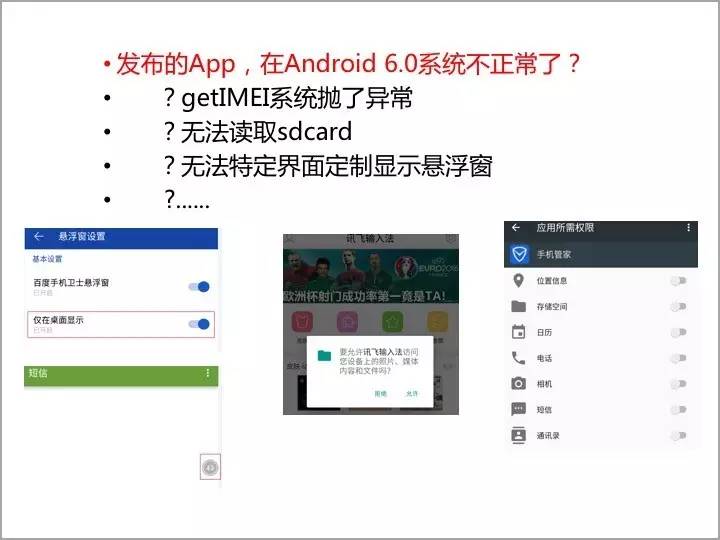 • 发布的App，在Android 6.0系统不正常了？
• ? getIMEI系统抛了异常
• ? 无法读取sdcard
• ? 无法特定界面定制显示悬浮窗
• ?......
悬浮窗设置
基本设置
百度手机卫士悬浮窗
已开启
仅在桌面显示
已开启
短信
讯飞输入法
EURO2016
欧洲杯射门成功率第一竟是TA!
要允许讯飞输入法访问
您设备上的照片、媒体
内容和文件吗?
拒绝 允许
应用所需权限
手机管家
位置信息
存储空间
日历
电话
相机
短信
通讯录